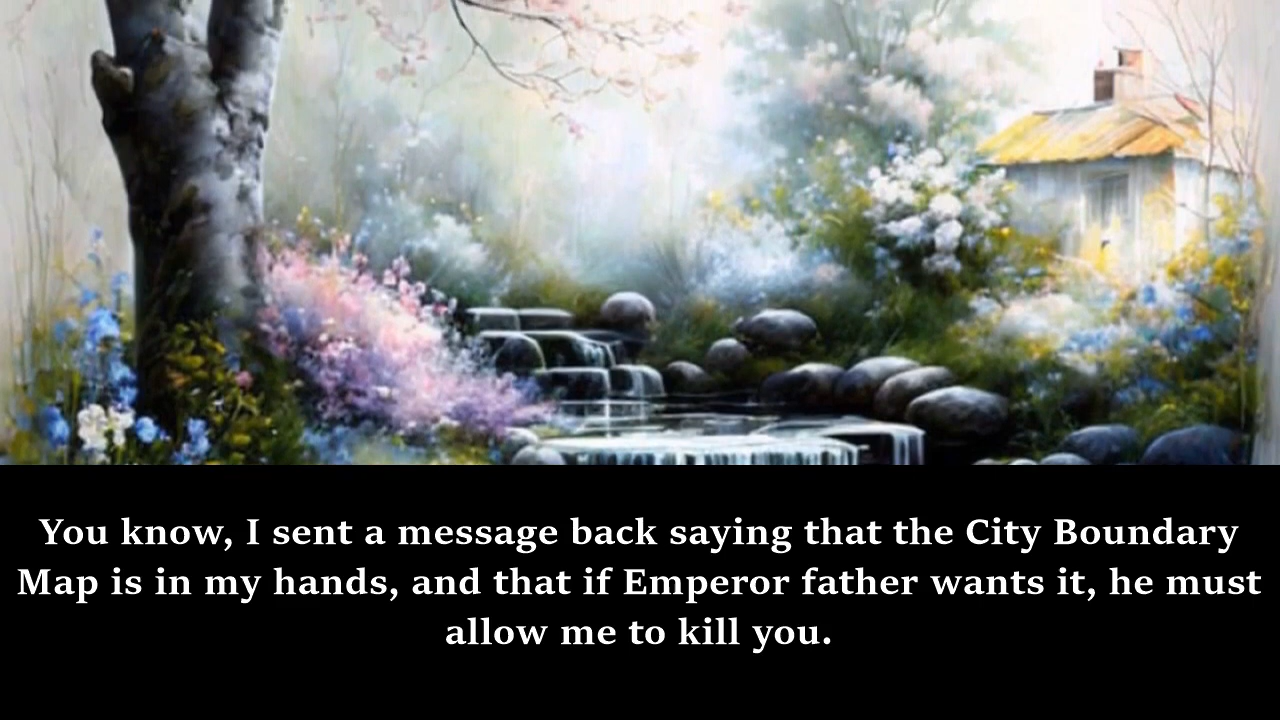 You know, I sent a message back saying that the City Boundary
Map is in my hands, and that if Emperor father wants it, he must
allow me to kill you.